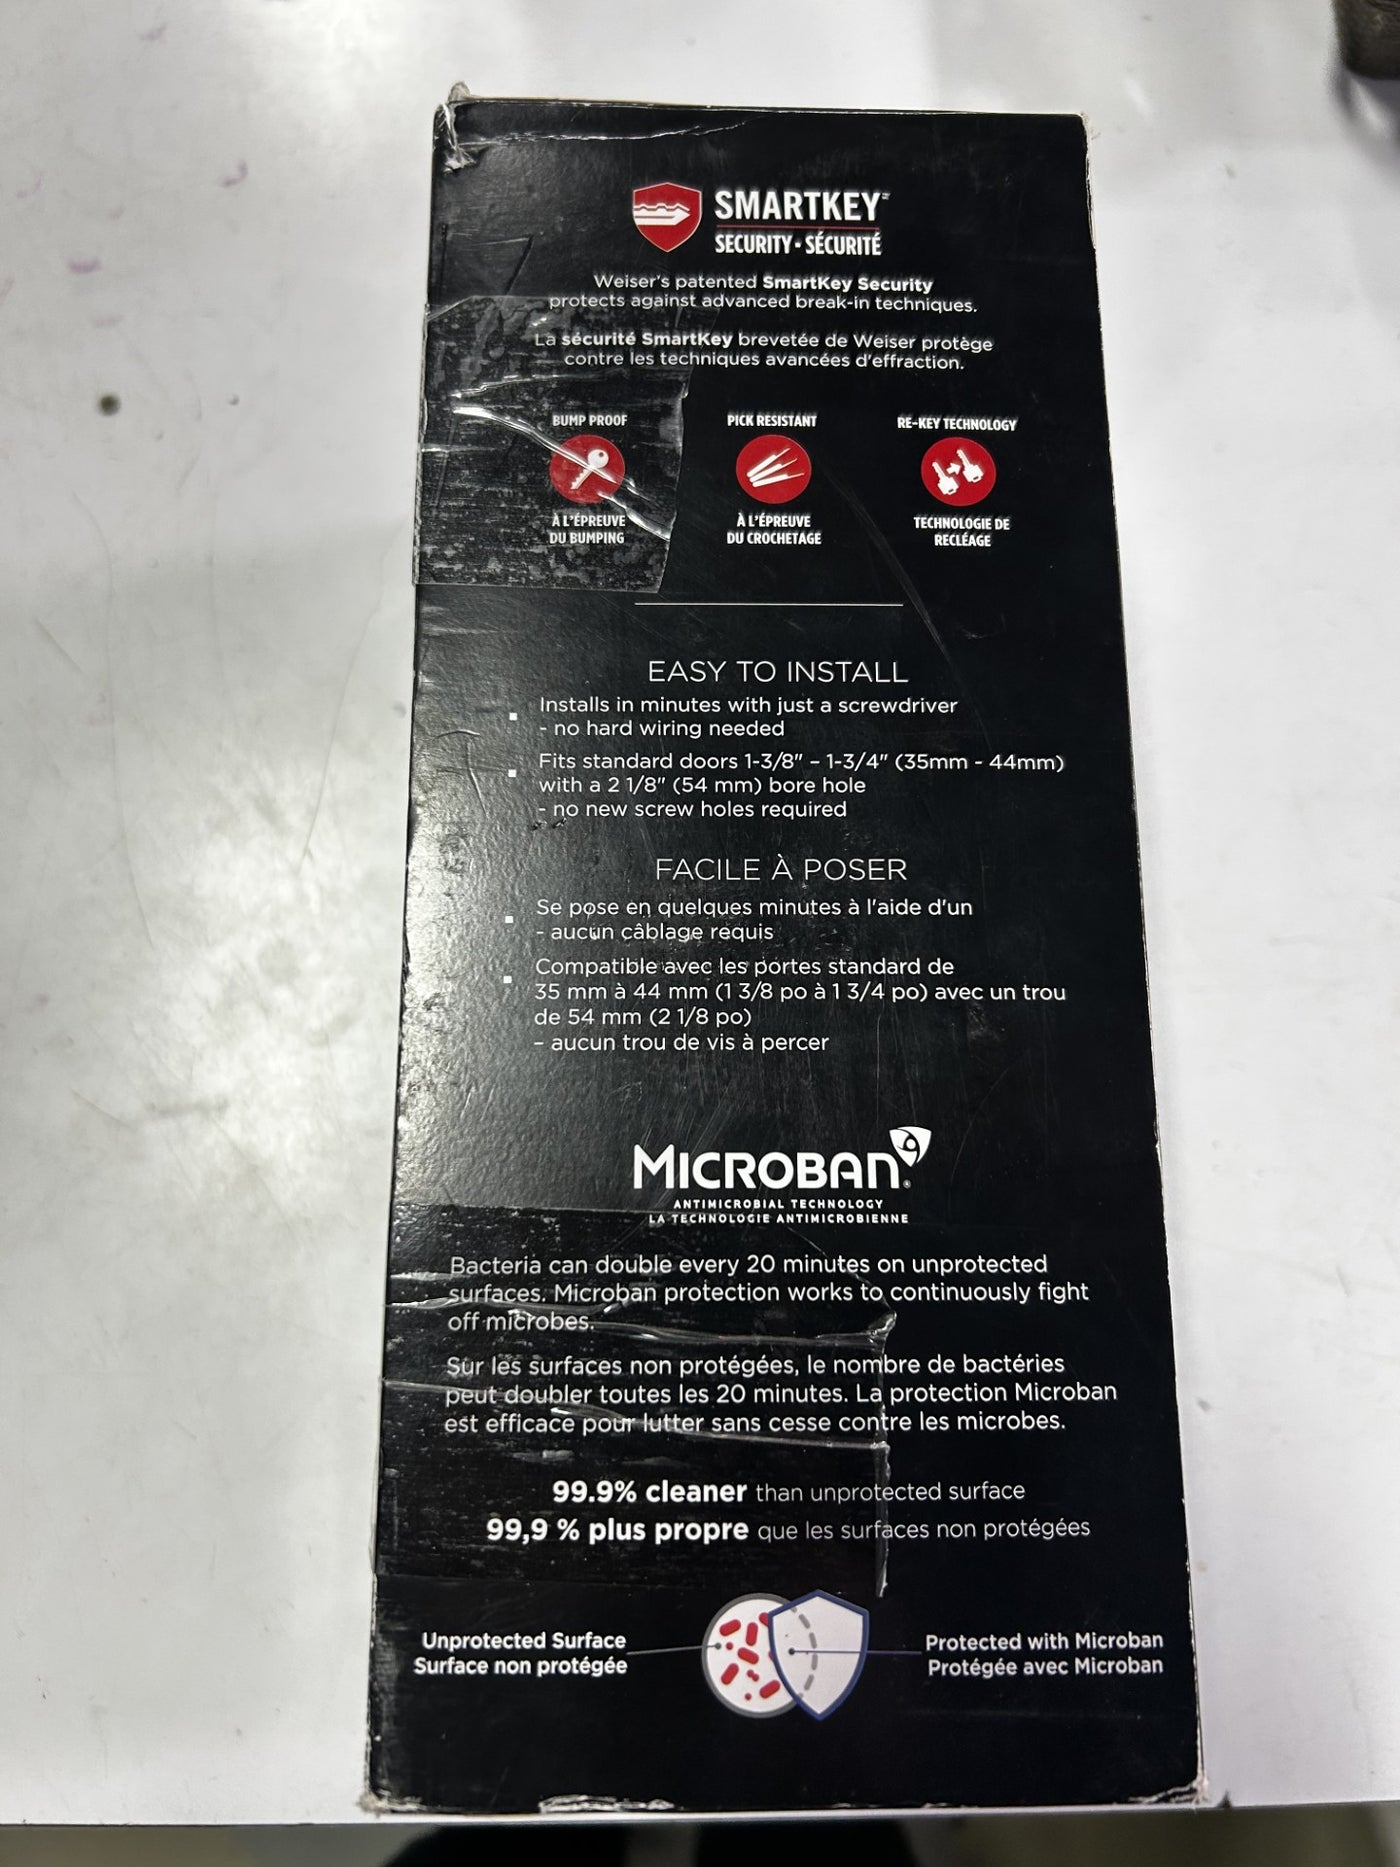 SMARTKEY™
SECURITY • SÉCURITÉ
Weiser's patented SmartKey Security
protects against advanced break-in techniques.
La sécurité SmartKey brevetée de Weiser protège
contre les techniques avancées d'effraction.
BUMP PROOF
À L'ÉPREUVE
DU BUMPING
PICK RESISTANT
À L'ÉPREUVE
DU CROCHETAGE
RE-KEY TECHNOLOGY
TECHNOLOGIE DE
RECLÉAGE
EASY TO INSTALL
▪ Installs in minutes with just a screwdriver
- no hard wiring needed
▪ Fits standard doors 1-3/8" – 1-3/4" (35mm - 44mm)
with a 2 1/8" (54 mm) bore hole
- no new screw holes required
FACILE À POSER
▪ Se pose en quelques minutes à l'aide d'un
- aucun câblage requis
▪ Compatible avec les portes standard de
35 mm à 44 mm (1 3/8 po à 1 3/4 po) avec un trou
de 54 mm (2 1/8 po)
– aucun trou de vis à percer
MICROBAN®
ANTIMICROBIAL TECHNOLOGY
LA TECHNOLOGIE ANTIMICROBIENNE
Bacteria can double every 20 minutes on unprotected
surfaces. Microban protection works to continuously fight
off microbes.
Sur les surfaces non protégées, le nombre de bactéries
peut doubler toutes les 20 minutes. La protection Microban
est efficace pour lutter sans cesse contre les microbes.
99.9% cleaner than unprotected surface
99,9 % plus propre que les surfaces non protégées
Unprotected Surface
Surface non protégée
Protected with Microban
Protégée avec Microban